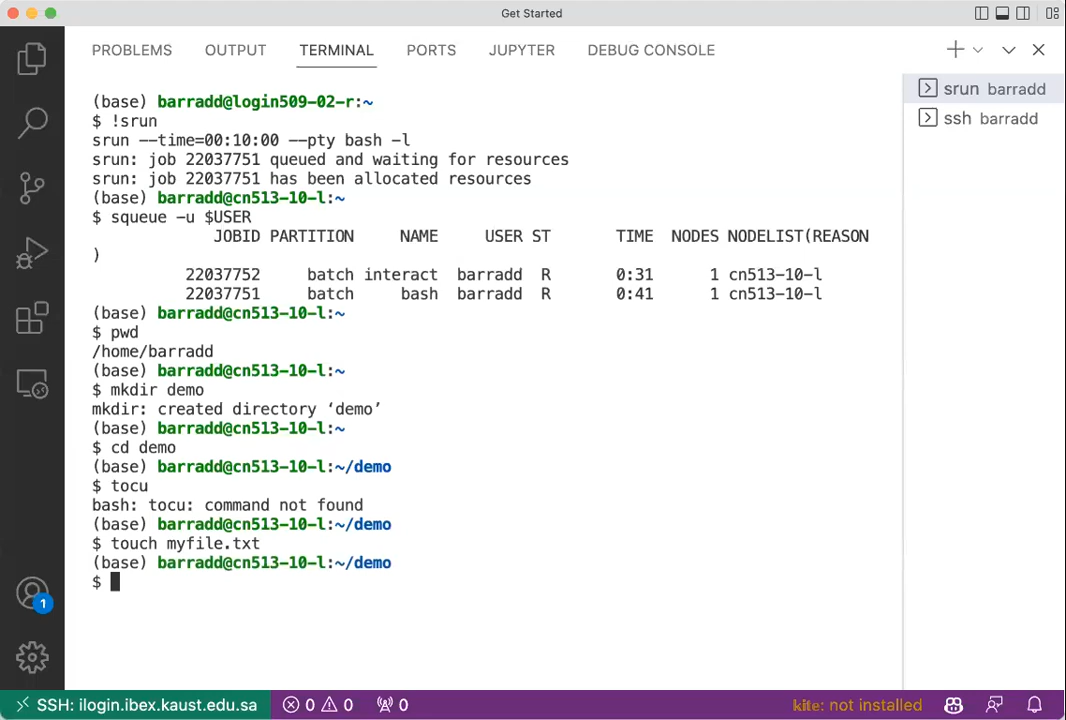 Get Started
PROBLEMS OUTPUT TERMINAL PORTS JUPYTER DEBUG CONSOLE
srun barradd
ssh barradd
(base) barradd@login509-02-r:~
$ !srun
srun --time=00:10:00 --pty bash -l
srun: job 22037751 queued and waiting for resources
srun: job 22037751 has been allocated resources
(base) barradd@cn513-10-l:~
$ squeue -u $USER
JOBID PARTITION NAME USER ST TIME NODES NODELIST(REASON
)
22037752 batch interact barradd R 0:31 1 cn513-10-l
22037751 batch bash barradd R 0:41 1 cn513-10-l
(base) barradd@cn513-10-l:~
$ pwd
/home/barradd
(base) barradd@cn513-10-l:~
$ mkdir demo
mkdir: created directory ‘demo’
(base) barradd@cn513-10-l:~
$ cd demo
(base) barradd@cn513-10-l:~/demo
$ tocu
bash: tocu: command not found
(base) barradd@cn513-10-l:~/demo
$ touch myfile.txt
(base) barradd@cn513-10-l:~/demo
$
1
SSH: ilogin.ibex.kaust.edu.sa 0 0 0 kite: not installed